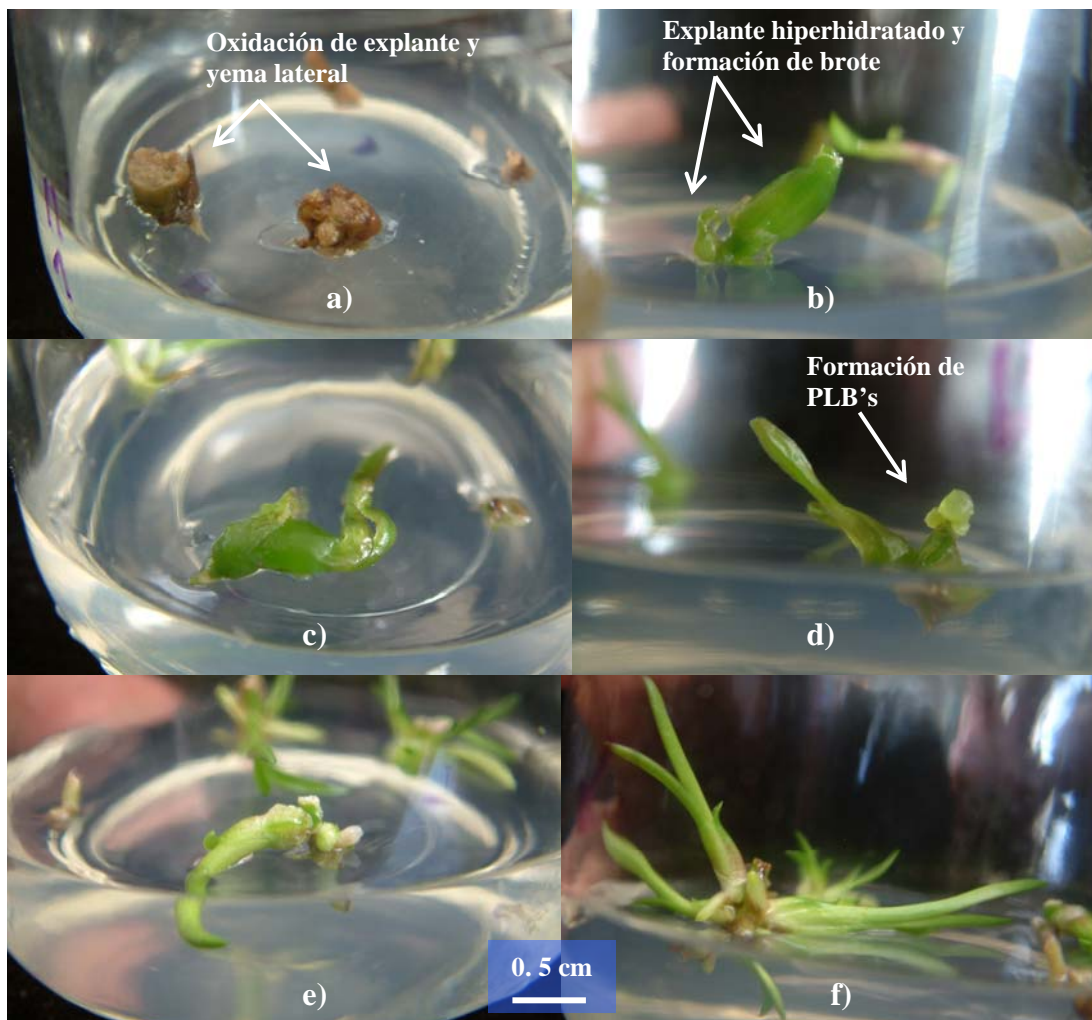 Oxidación de explante y
yema lateral
a)
Explante hiperhidratado y
formación de brote
b)
c)
Formación de
PLB’s
d)
e)
0. 5 cm
f)